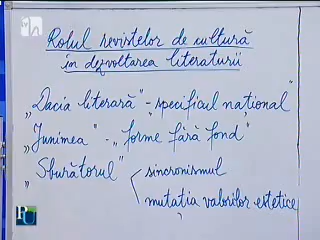 Rolul revistelor de cultură
în dezvoltarea literaturii
„Dacia literară” - „specificul național”
„Junimea” - „forme fără fond”
„Sburătorul”
sincronismul
mutația valorilor estetice